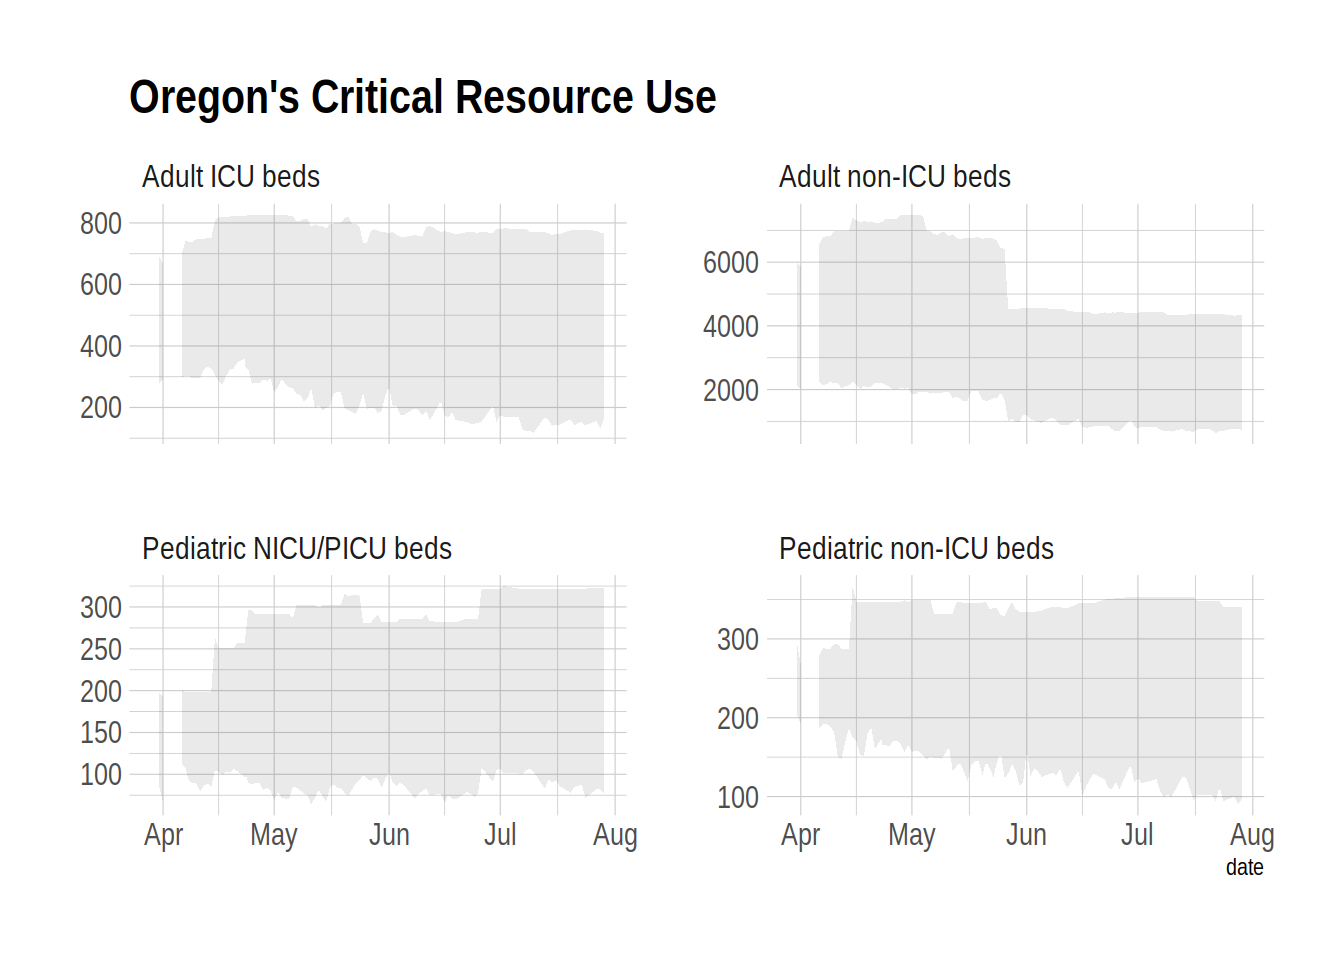 Oregon's Critical Resource Use
Adult ICU beds
Adult non-ICU beds
800
600
400
200
6000
4000
2000
Pediatric NICU/PICU beds
Pediatric non-ICU beds
300
250
200
150
100
300
200
100
Apr May Jun Jul Aug
Apr May Jun Jul Aug
date